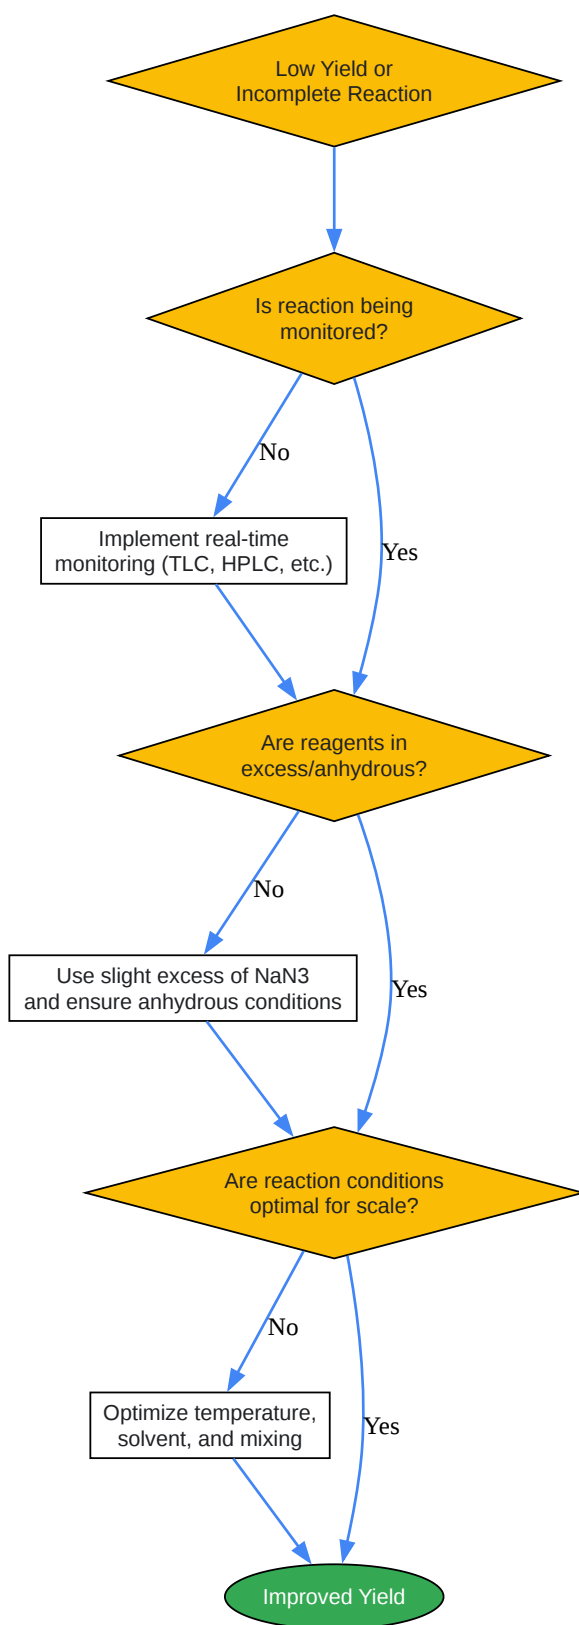 Low Yield or
Incomplete Reaction
Is reaction being
monitored?
No
Implement real-time
monitoring (TLC, HPLC, etc.)
Yes
Are reagents in
excess/anhydrous?
No
Use slight excess of NaN3
and ensure anhydrous conditions
Yes
Are reaction conditions
optimal for scale?
No
Optimize temperature,
solvent, and mixing
Yes
Improved Yield